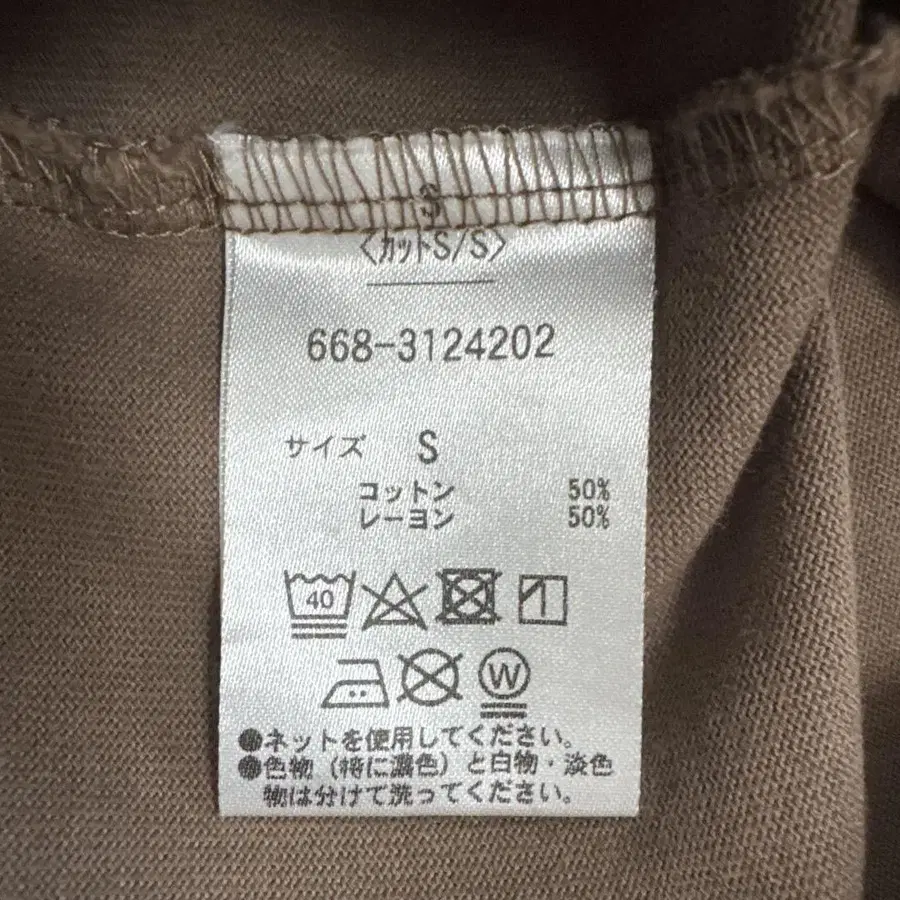 S
〈カットS/S〉
668-3124202
サイズ S
コットン 50%
レーヨン 50%
40
W
●ネットを使用してください。
●色物（特に濃色）と白物・淡色
物は分けて洗ってください。